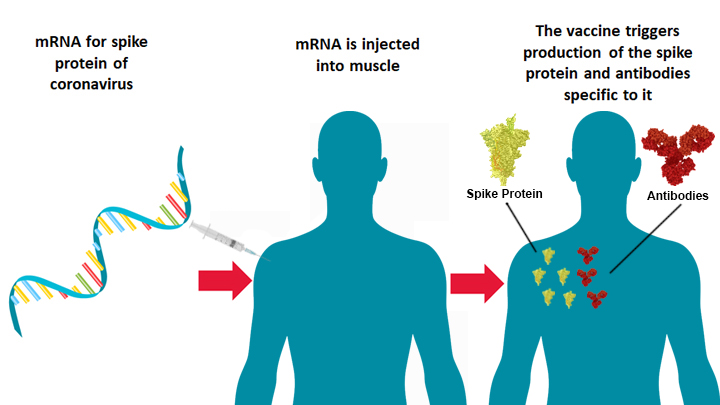 mRNA for spike
protein of
coronavirus
mRNA is injected
into muscle
The vaccine triggers
production of the spike
protein and antibodies
specific to it
Spike Protein
Antibodies